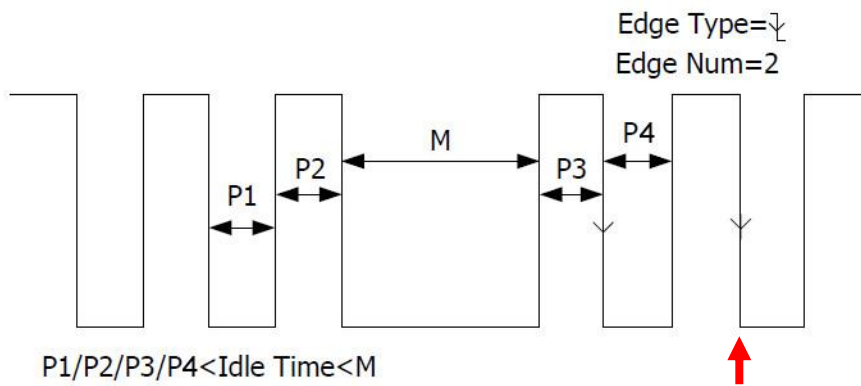 Edge Type=
Edge Num=2
M
P4
P2
P3
P1
P1/P2/P3/P4<Idle Time<M